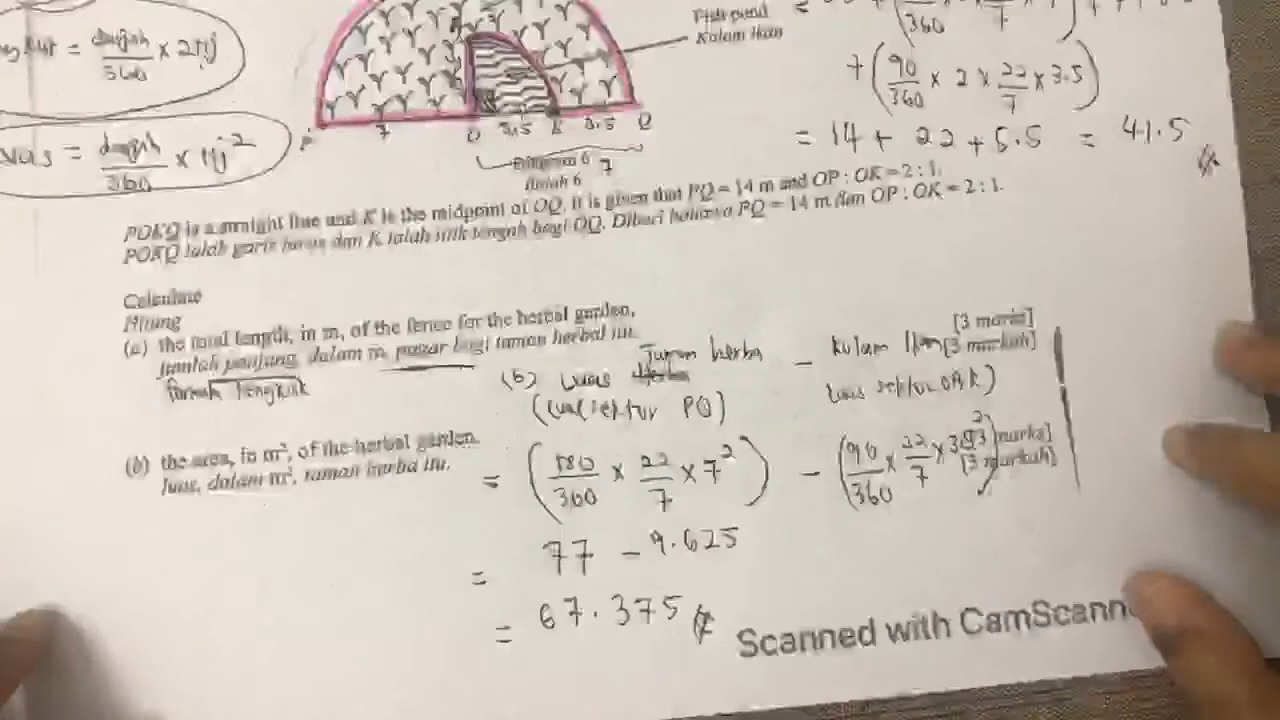 = darjah/360 × 2πj
Luas = darjah/360 × πj²
7 O 3.5 K 3.5 Q
7
Kolam ikan
+ (90/360 × 2 × 22/7 × 3.5)
= 14 + 22 + 5.5 = 41.5
POKQ is a straight line and K is the midpoint of OQ. It is given that PQ = 14 m and OP : OK = 2 : 1.
POKQ ialah garis lurus dan K ialah titik tengah bagi OQ. Diberi bahawa PQ = 14 m dan OP : OK = 2 : 1.
Calculate
Hitung
(a) the total length, in m, of the fence for the herbal garden,
[3 marks]
jumlah panjang, dalam m, pagar bagi taman herba itu.
[3 markah]
(b) Luas Taman herba - kolam ikan
(Luas sektor PQ) luas sektor OAK)
(b) the area, in m², of the herbal garden.
[3 marks]
luas, dalam m², taman herba itu.
[3 markah]
= (180/360 × 22/7 × 7²) - (90/360 × 22/7 × 3.5²)
= 77 - 9.625
= 67.375
Scanned with CamScann